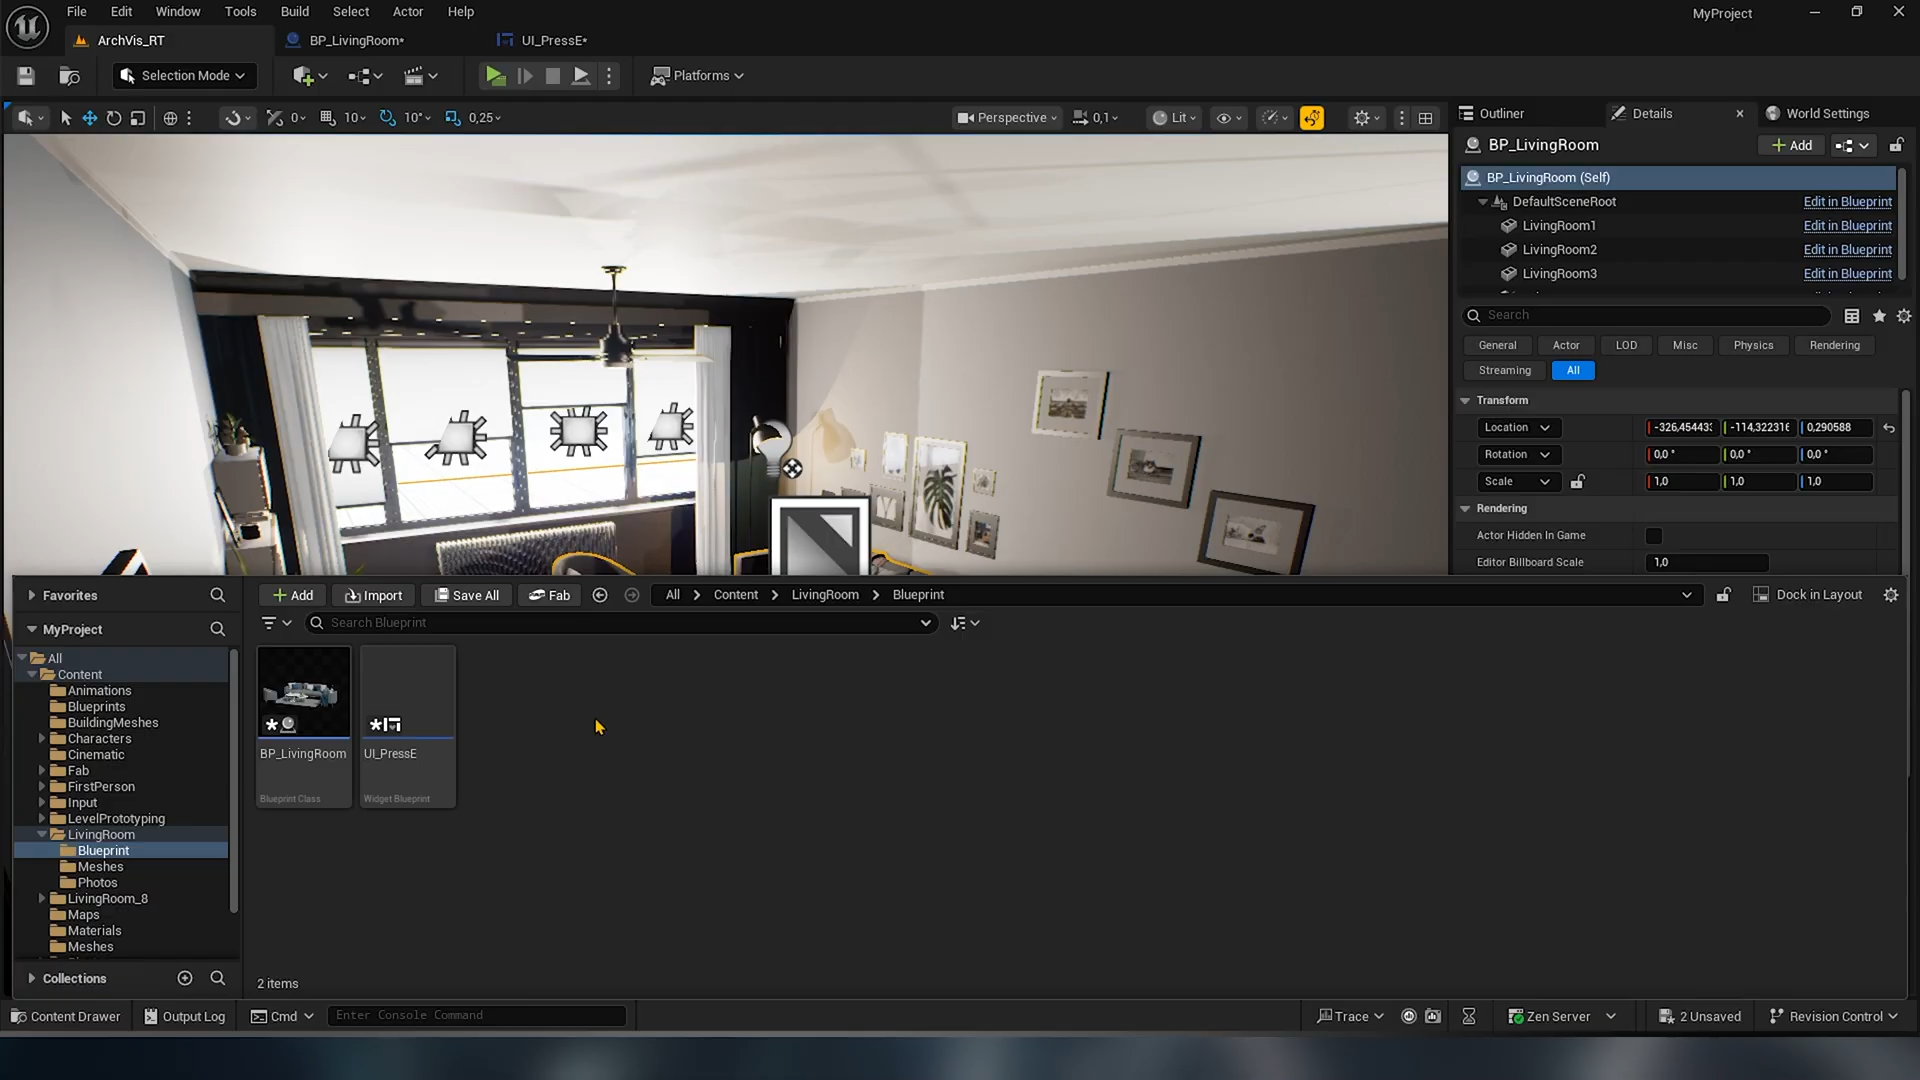 File Edit Window Tools Build Select Actor Help
MyProject
ArchVis_RT
BP_LivingRoom*
UI_PressE*
Selection Mode
Platforms
0
10
10°
0,25
Perspective
0,1
Lit
Outliner
Details
World Settings
BP_LivingRoom
Add
BP_LivingRoom (Self)
DefaultSceneRoot Edit in Blueprint
LivingRoom1 Edit in Blueprint
LivingRoom2 Edit in Blueprint
LivingRoom3 Edit in Blueprint
Search
General Actor LOD Misc Physics Rendering
Streaming All
Transform
Location -326,45443 -114,322316 0,290588
Rotation 0,0 ° 0,0 ° 0,0 °
Scale 1,0 1,0 1,0
Rendering
Actor Hidden In Game
Editor Billboard Scale 1,0
Favorites
Add Import Save All Fab
All > Content > LivingRoom > Blueprint
Dock in Layout
MyProject
Search Blueprint
All
Content
Animations
Blueprints
BuildingMeshes
Characters
Cinematic
Fab
FirstPerson
Input
LevelPrototyping
LivingRoom
Blueprint
Meshes
Photos
LivingRoom_8
Maps
Materials
Meshes
Collections
BP_LivingRoom
Blueprint Class
UI_PressE
Widget Blueprint
2 items
Content Drawer
Output Log
Cmd
Enter Console Command
Trace
Zen Server
2 Unsaved
Revision Control